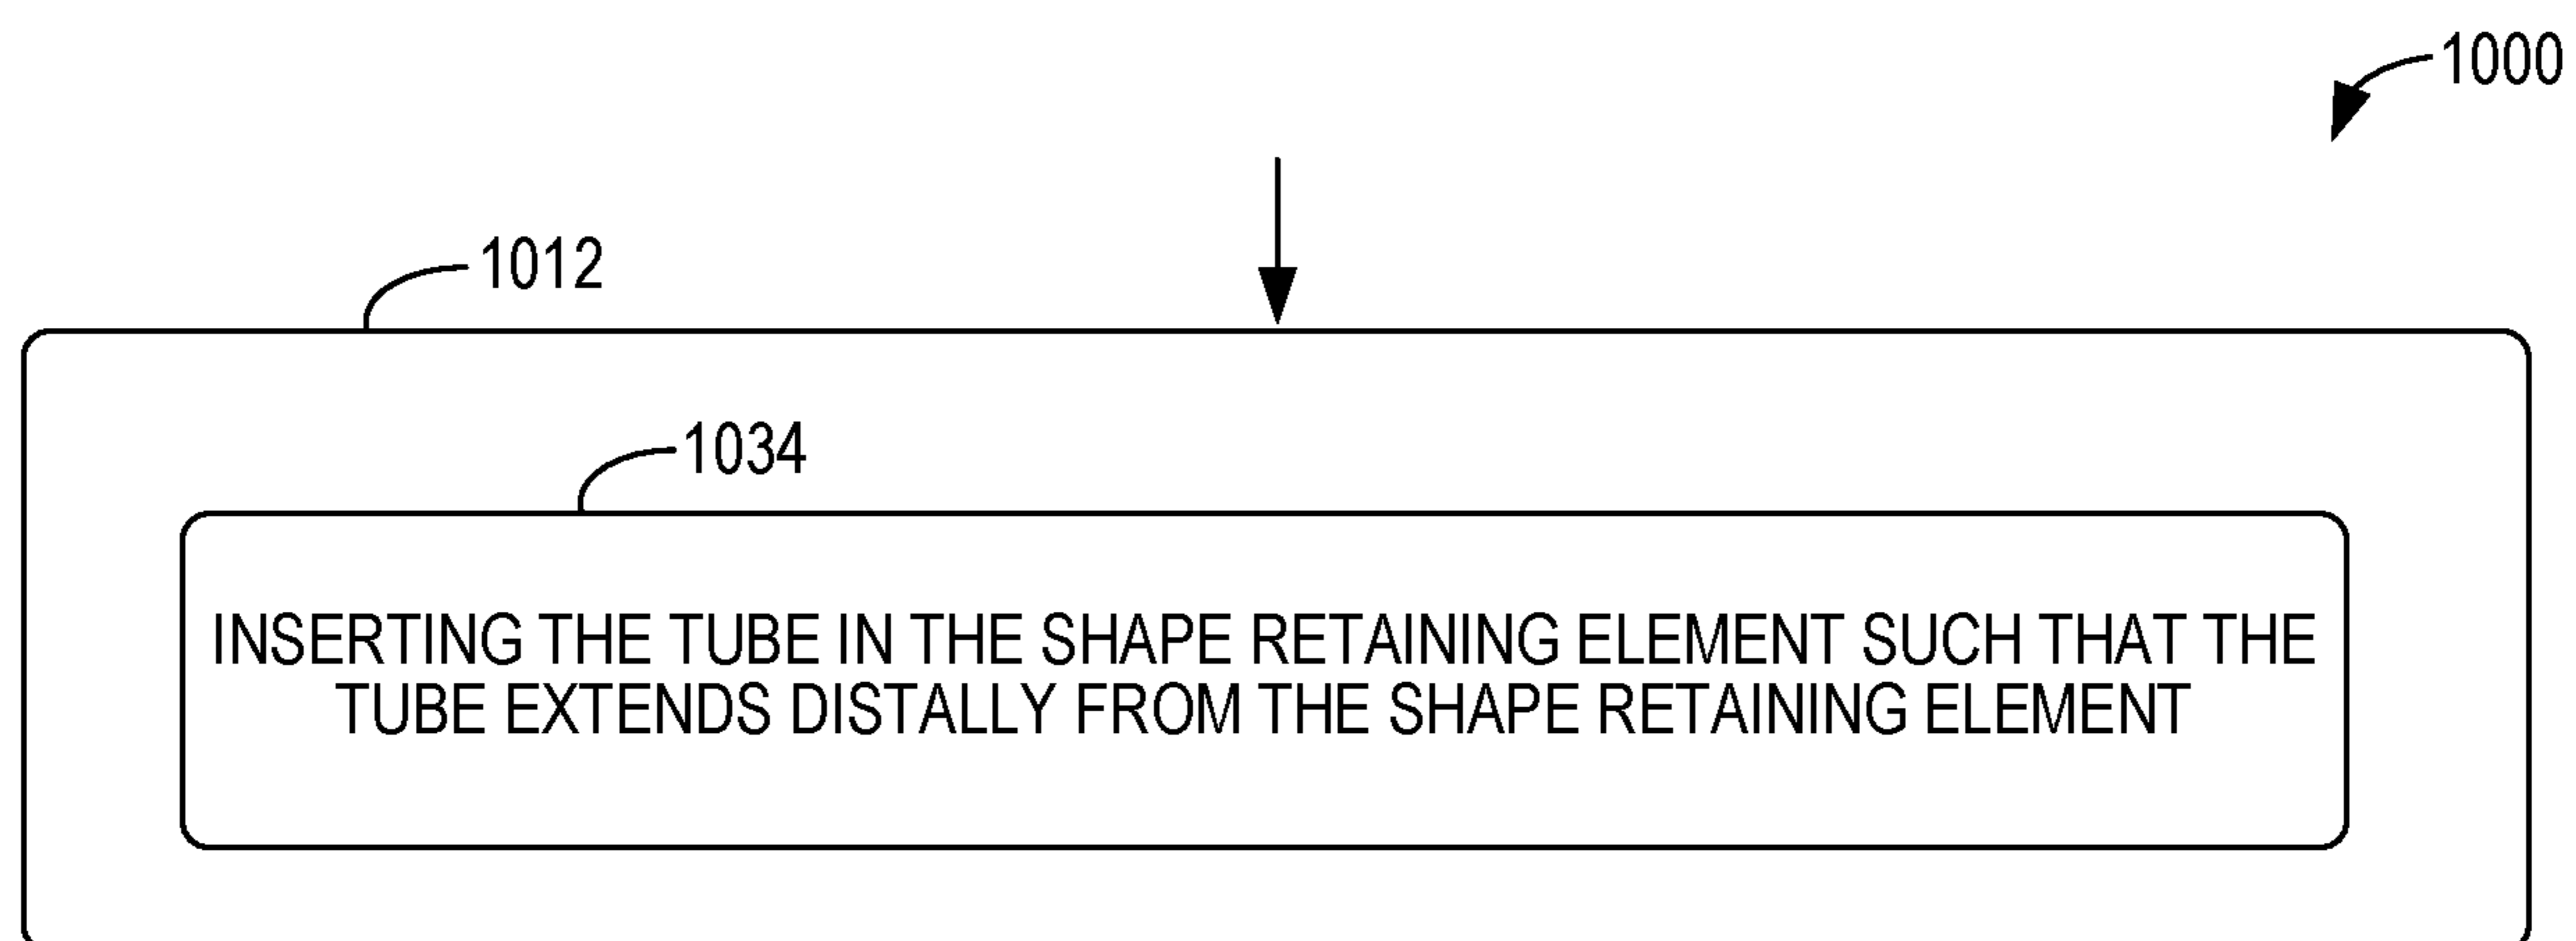 1000
1012
1034
INSERTING THE TUBE IN THE SHAPE RETAINING ELEMENT SUCH THAT THE
TUBE EXTENDS DISTALLY FROM THE SHAPE RETAINING ELEMENT